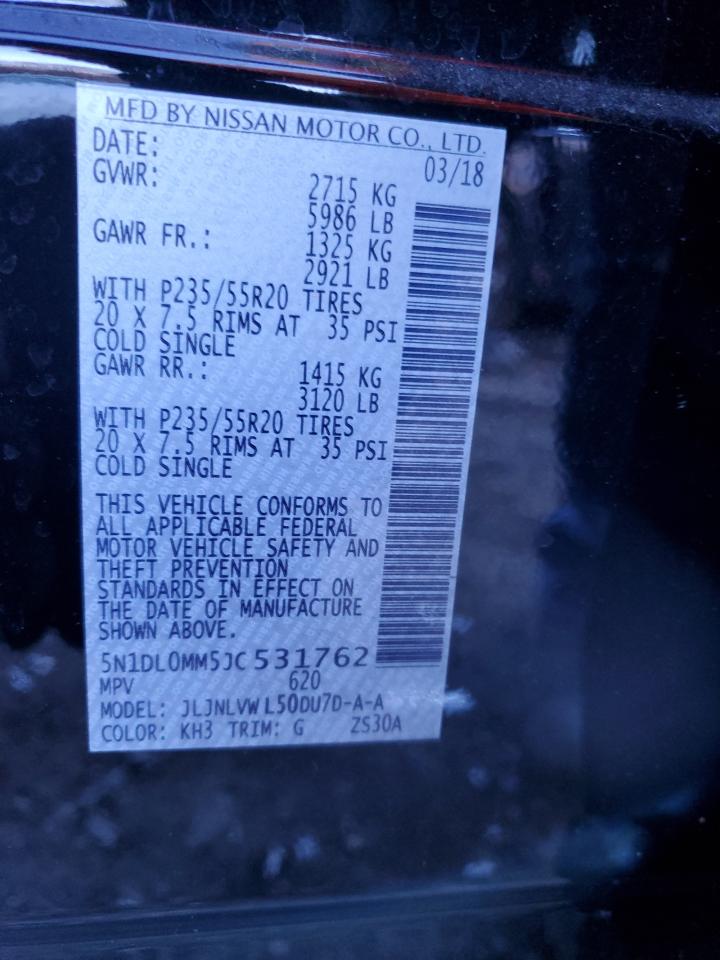 MFD BY NISSAN MOTOR CO., LTD.
DATE: 03/18
GVWR: 2715 KG
5986 LB
GAWR FR.: 1325 KG
2921 LB
WITH P235/55R20 TIRES
20 X 7.5 RIMS AT 35 PSI
COLD SINGLE
GAWR RR.: 1415 KG
3120 LB
WITH P235/55R20 TIRES
20 X 7.5 RIMS AT 35 PSI
COLD SINGLE
THIS VEHICLE CONFORMS TO
ALL APPLICABLE FEDERAL
MOTOR VEHICLE SAFETY AND
THEFT PREVENTION
STANDARDS IN EFFECT ON
THE DATE OF MANUFACTURE
SHOWN ABOVE.
5N1DL0MM5JC531762
MPV 620
MODEL: JLJNLVWL50DU7D-A-A
COLOR: KH3 TRIM: G ZS30A